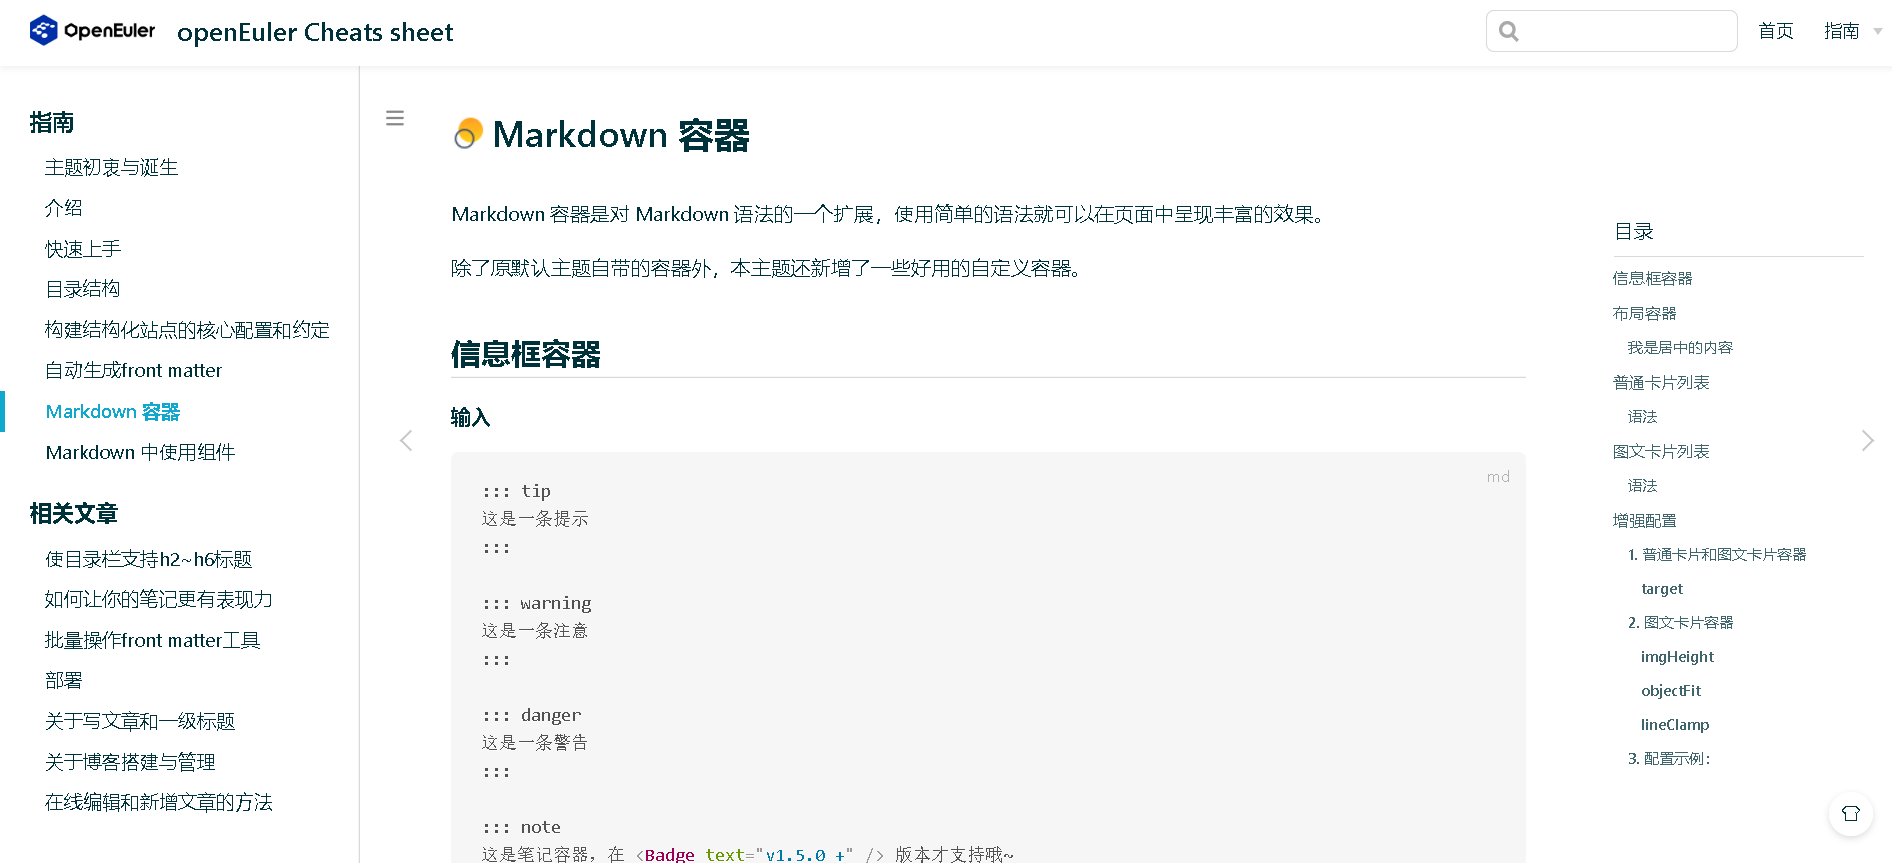 OpenEuler openEuler Cheats sheet 首页 指南
指南
主题初衷与诞生
介绍
快速上手
目录结构
构建结构化站点的核心配置和约定
自动生成front matter
Markdown 容器
Markdown 中使用组件
相关文章
使目录栏支持h2~h6标题
如何让你的笔记更有表现力
批量操作front matter工具
部署
关于写文章和一级标题
关于博客搭建与管理
在线编辑和新增文章的方法
Markdown 容器
Markdown 容器是对 Markdown 语法的一个扩展，使用简单的语法就可以在页面中呈现丰富的效果。
除了原默认主题自带的容器外，本主题还新增了一些好用的自定义容器。
信息框容器
输入
md
::: tip
这是一条提示
:::
::: warning
这是一条注意
:::
::: danger
这是一条警告
:::
::: note
这是笔记容器，在 <Badge text="v1.5.0 +" /> 版本才支持哦~
目录
信息框容器
布局容器
我是居中的内容
普通卡片列表
语法
图文卡片列表
语法
增强配置
1. 普通卡片和图文卡片容器
target
2. 图文卡片容器
imgHeight
objectFit
lineClamp
3. 配置示例：